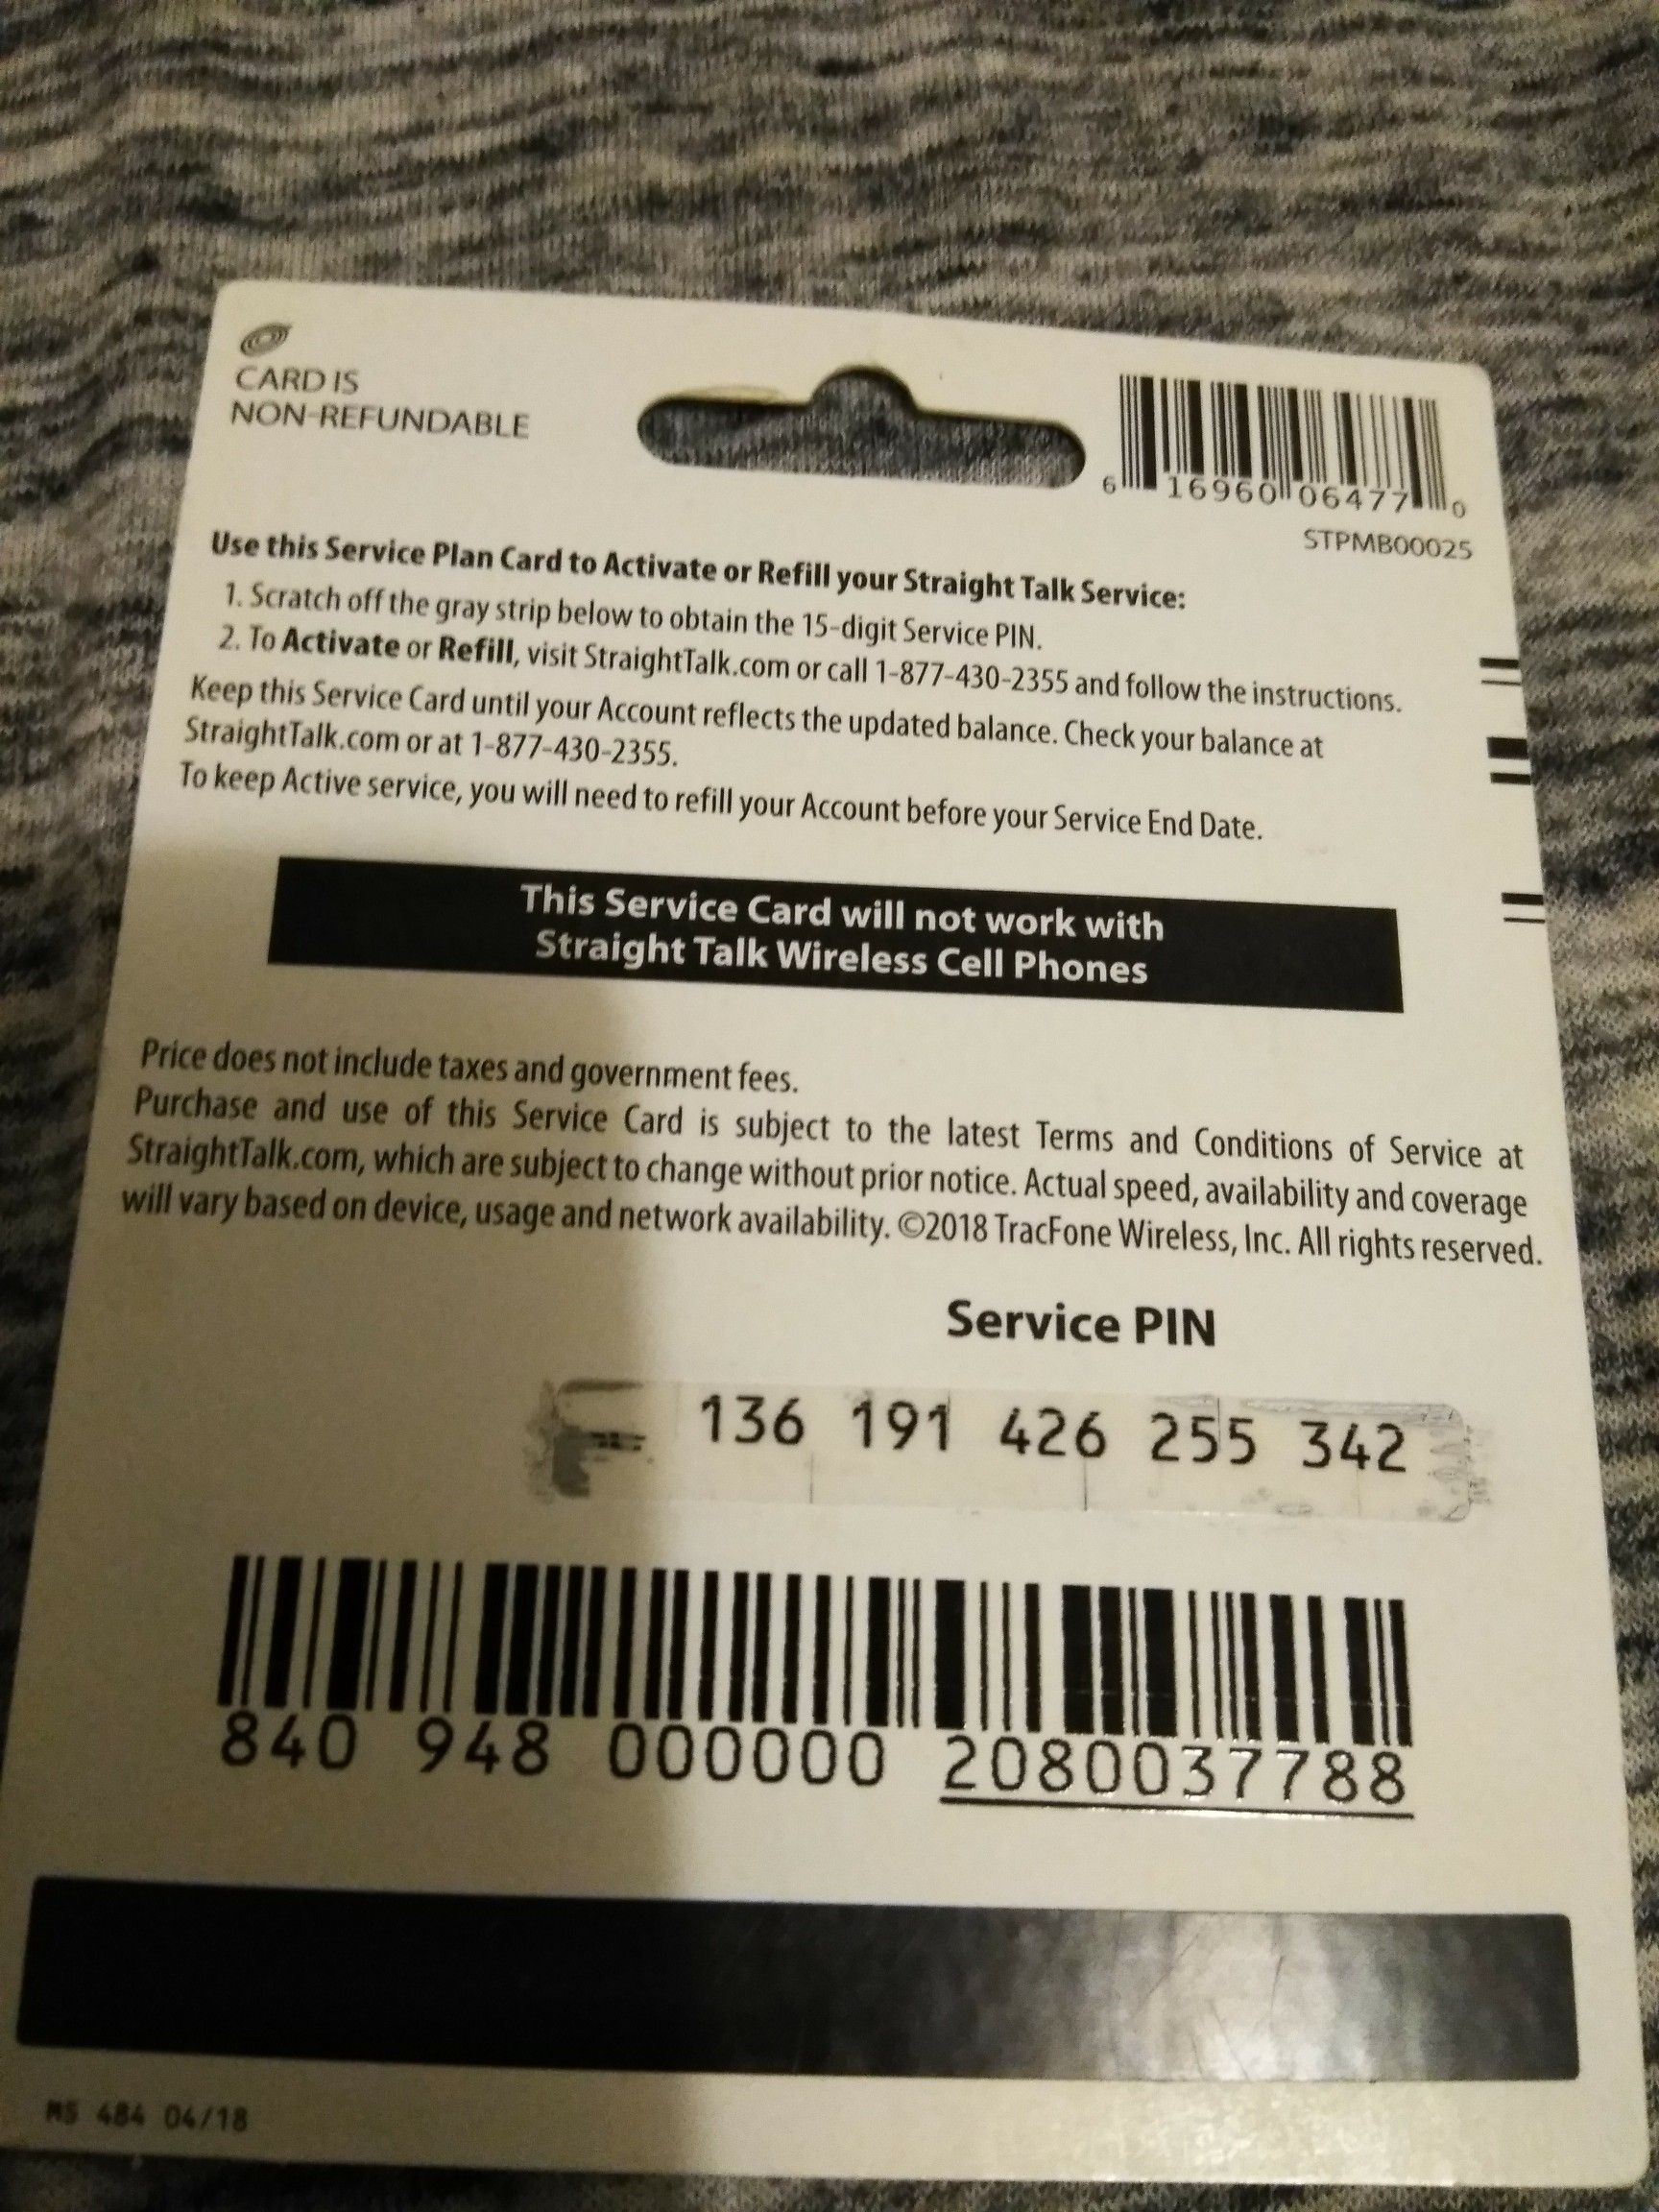 CARD IS
NON-REFUNDABLE
6 16960 06477 0
STPMB00025
Use this Service Plan Card to Activate or Refill your Straight Talk Service:
1. Scratch off the gray strip below to obtain the 15-digit Service PIN.
2. To Activate or Refill, visit StraightTalk.com or call 1-877-430-2355 and follow the instructions.
Keep this Service Card until your Account reflects the updated balance. Check your balance at
StraightTalk.com or at 1-877-430-2355.
To keep Active service, you will need to refill your Account before your Service End Date.
This Service Card will not work with
Straight Talk Wireless Cell Phones
Price does not include taxes and government fees.
Purchase and use of this Service Card is subject to the latest Terms and Conditions of Service at
StraightTalk.com, which are subject to change without prior notice. Actual speed, availability and coverage
will vary based on device, usage and network availability. ©2018 TracFone Wireless, Inc. All rights reserved.
Service PIN
136 191 426 255 342
840 948 000000 2080037788
MS 484 04/18